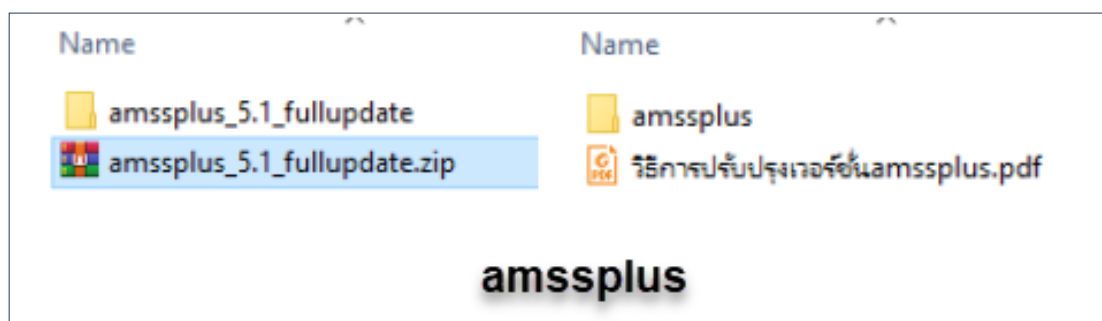 Name
amssplus_5.1_fullupdate
amssplus_5.1_fullupdate.zip
Name
amssplus
วิธีการปรับปรุงเวอร์ชั่นamssplus.pdf
amssplus